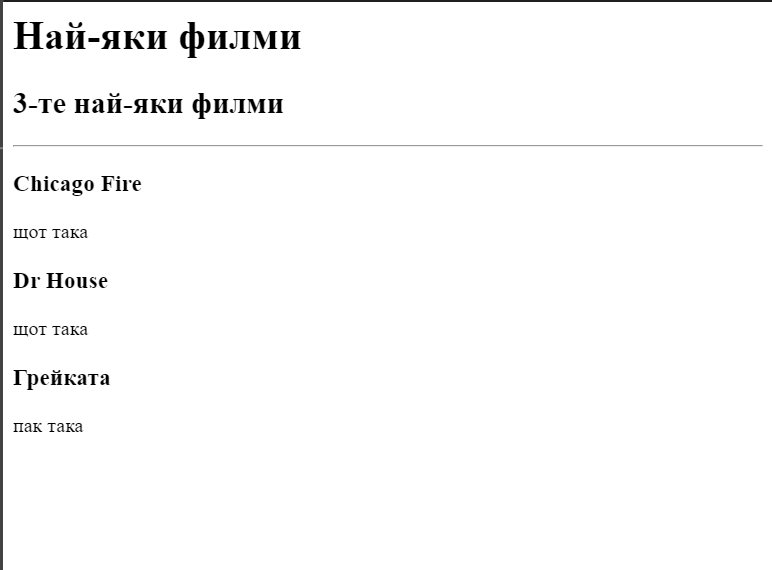 Най-яки филми
3-те най-яки филми
Chicago Fire
щот така
Dr House
щот така
Грейката
пак така